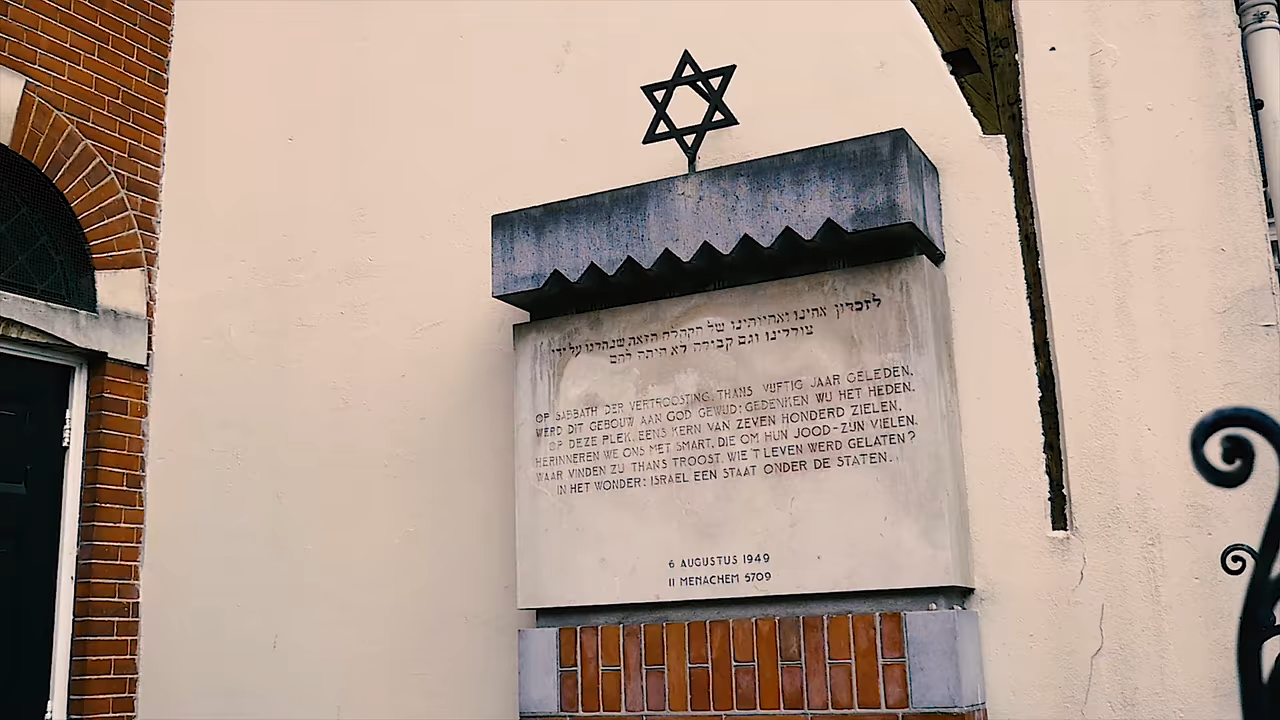 לזכרון אחינו ואחיותינו של הקהלה הזאת שנהרגו על ידי
צוררינו וגם קבורה לא היתה להם
OP SABBATH DER VERTROOSTING, THANS VIJFTIG JAAR GELEDEN,
WERD DIT GEBOUW AAN GOD GEWIJD; GEDENKEN WIJ HET HEDEN.
OP DEZE PLEK, EENS KERN VAN ZEVEN HONDERD ZIELEN,
HERINNEREN WE ONS MET SMART, DIE OM HUN JOOD-ZIJN VIELEN.
WAAR VINDEN ZIJ THANS TROOST, WIE 'T LEVEN WERD GELATEN?
IN HET WONDER: ISRAEL EEN STAAT ONDER DE STATEN.
6 AUGUSTUS 1949
11 MENACHEM 5709